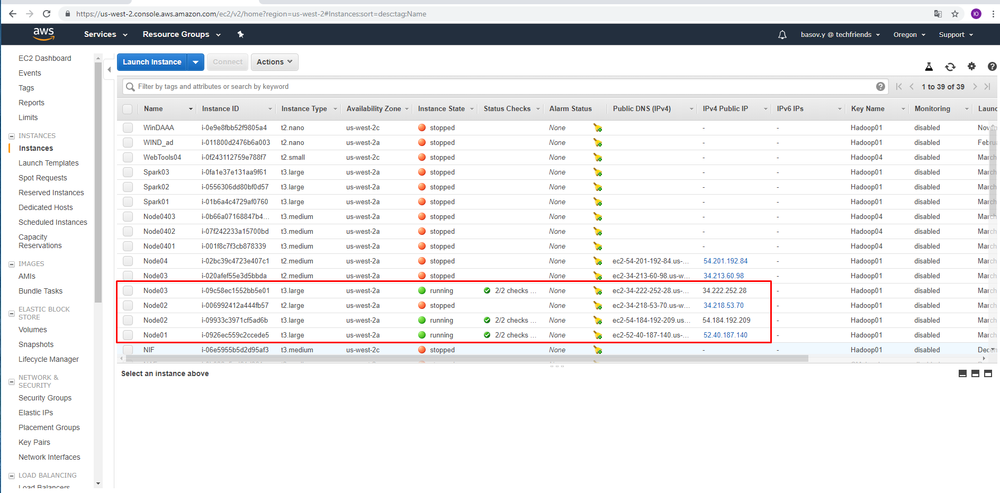 https://us-west-2.console.aws.amazon.com/ec2/v2/home?region=us-west-2#Instances:sort=desc:tag:Name
Ю
aws Services Resource Groups basov.y @ techfriends Oregon Support
EC2 Dashboard
Events
Tags
Reports
Limits
INSTANCES
Instances
Launch Templates
Spot Requests
Reserved Instances
Dedicated Hosts
Scheduled Instances
Capacity
Reservations
IMAGES
AMIs
Bundle Tasks
ELASTIC BLOCK
STORE
Volumes
Snapshots
Lifecycle Manager
NETWORK &
SECURITY
Security Groups
Elastic IPs
Placement Groups
Key Pairs
Network Interfaces
LOAD BALANCING
Load Balancers
Launch Instance Connect Actions
Filter by tags and attributes or search by keyword 1 to 39 of 39
Name Instance ID Instance Type Availability Zone Instance State Status Checks Alarm Status Public DNS (IPv4) IPv4 Public IP IPv6 IPs Key Name Monitoring Launc
WinDAAA i-0e9e8fbb52f9805a4 t2.nano us-west-2c stopped None - - Hadoop01 disabled Novem
WIND_ad i-011800d2476b6a003 t2.nano us-west-2a stopped None - - Hadoop01 disabled Februa
WebTools04 i-0f243112759e788f7 t2.small us-west-2c stopped None - - Hadoop04 disabled March
Spark03 i-0fa1e37e131aa9f61 t3.large us-west-2a stopped None - - Hadoop01 disabled March
Spark02 i-0556306dd80bf0d57 t3.large us-west-2a stopped None - - Hadoop01 disabled March
Spark01 i-01b6a4c4729af0760 t3.large us-west-2a stopped None - - Hadoop01 disabled March
Node0403 i-0b66a07168847b4... t3.medium us-west-2a stopped None - - Hadoop04 disabled March
Node0402 i-07f242233a15700bd t3.medium us-west-2a stopped None - - Hadoop04 disabled March
Node0401 i-001f8c7f3cb878339 t3.medium us-west-2a stopped None - - Hadoop04 disabled March
Node04 i-02bc39c4723e407c1 t2.medium us-west-2a stopped None ec2-54-201-192-84.us-... 54.201.192.84 - Hadoop01 disabled March
Node03 i-020afef55e3d5bbda t2.medium us-west-2a stopped None ec2-34-213-60-98.us-w... 34.213.60.98 - Hadoop01 disabled March
Node03 i-09c58ec1552bb5e01 t3.large us-west-2a running 2/2 checks ... None ec2-34-222-252-28.us-... 34.222.252.28 - Hadoop01 disabled March
Node02 i-006992412a444fb57 t2.large us-west-2a stopped None ec2-34-218-53-70.us-w... 34.218.53.70 - Hadoop01 disabled March
Node02 i-09933c3971cf5ad6b t3.large us-west-2a running 2/2 checks ... None ec2-54-184-192-209.us... 54.184.192.209 - Hadoop01 disabled March
Node01 i-0926ec559c2ccede5 t3.large us-west-2a running 2/2 checks ... None ec2-52-40-187-140.us-... 52.40.187.140 - Hadoop01 disabled March
NIF i-06e5955b5d2d95af3 t3.medium us-west-2c stopped None - - Hadoop01 disabled Decem
Select an instance above